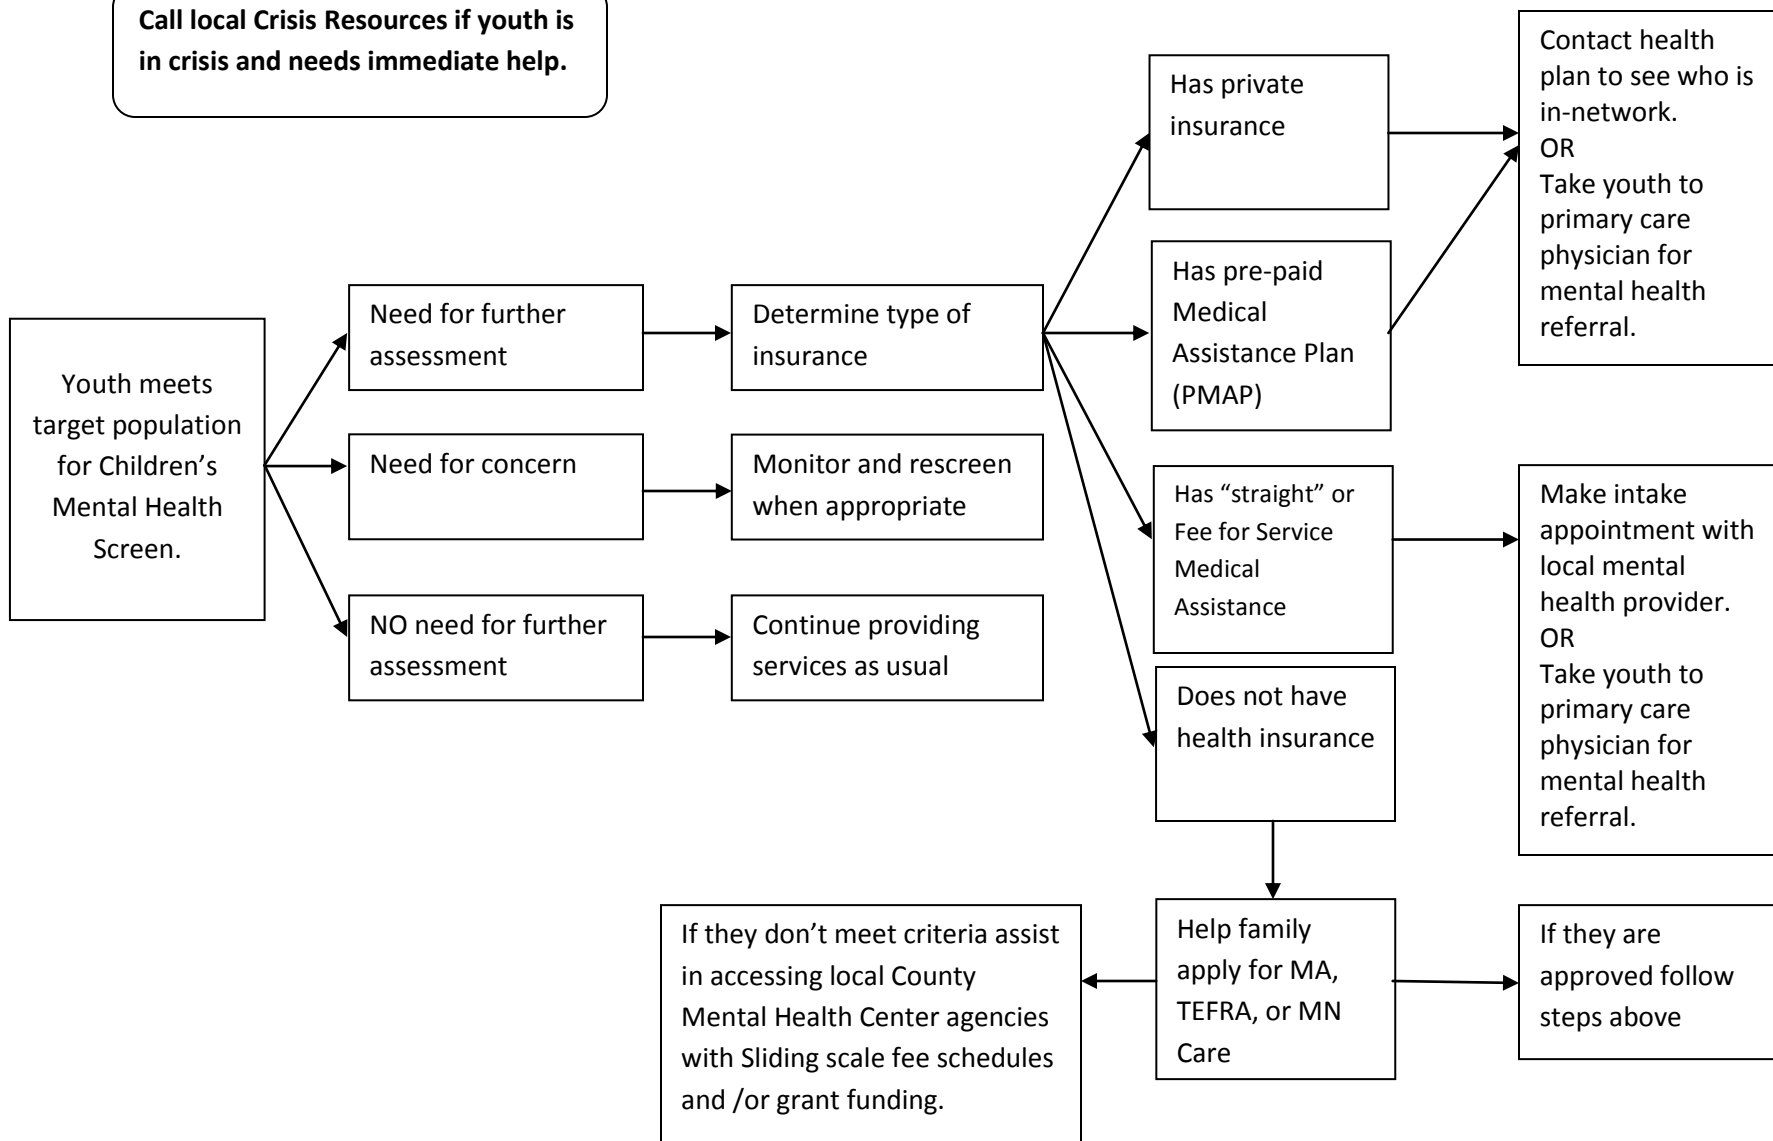 Call local Crisis Resources if youth is
in crisis and needs immediate help.
Youth meets
target population
for Children’s
Mental Health
Screen.
Need for further
assessment
Need for concern
NO need for further
assessment
Determine type of
insurance
Monitor and rescreen
when appropriate
Continue providing
services as usual
Has private
insurance
Has pre-paid
Medical
Assistance Plan
(PMAP)
Has “straight” or
Fee for Service
Medical
Assistance
Does not have
health insurance
Contact health
plan to see who is
in-network.
OR
Take youth to
primary care
physician for
mental health
referral.
Make intake
appointment with
local mental
health provider.
OR
Take youth to
primary care
physician for
mental health
referral.
If they don’t meet criteria assist
in accessing local County
Mental Health Center agencies
with Sliding scale fee schedules
and /or grant funding.
Help family
apply for MA,
TEFRA, or MN
Care
If they are
approved follow
steps above